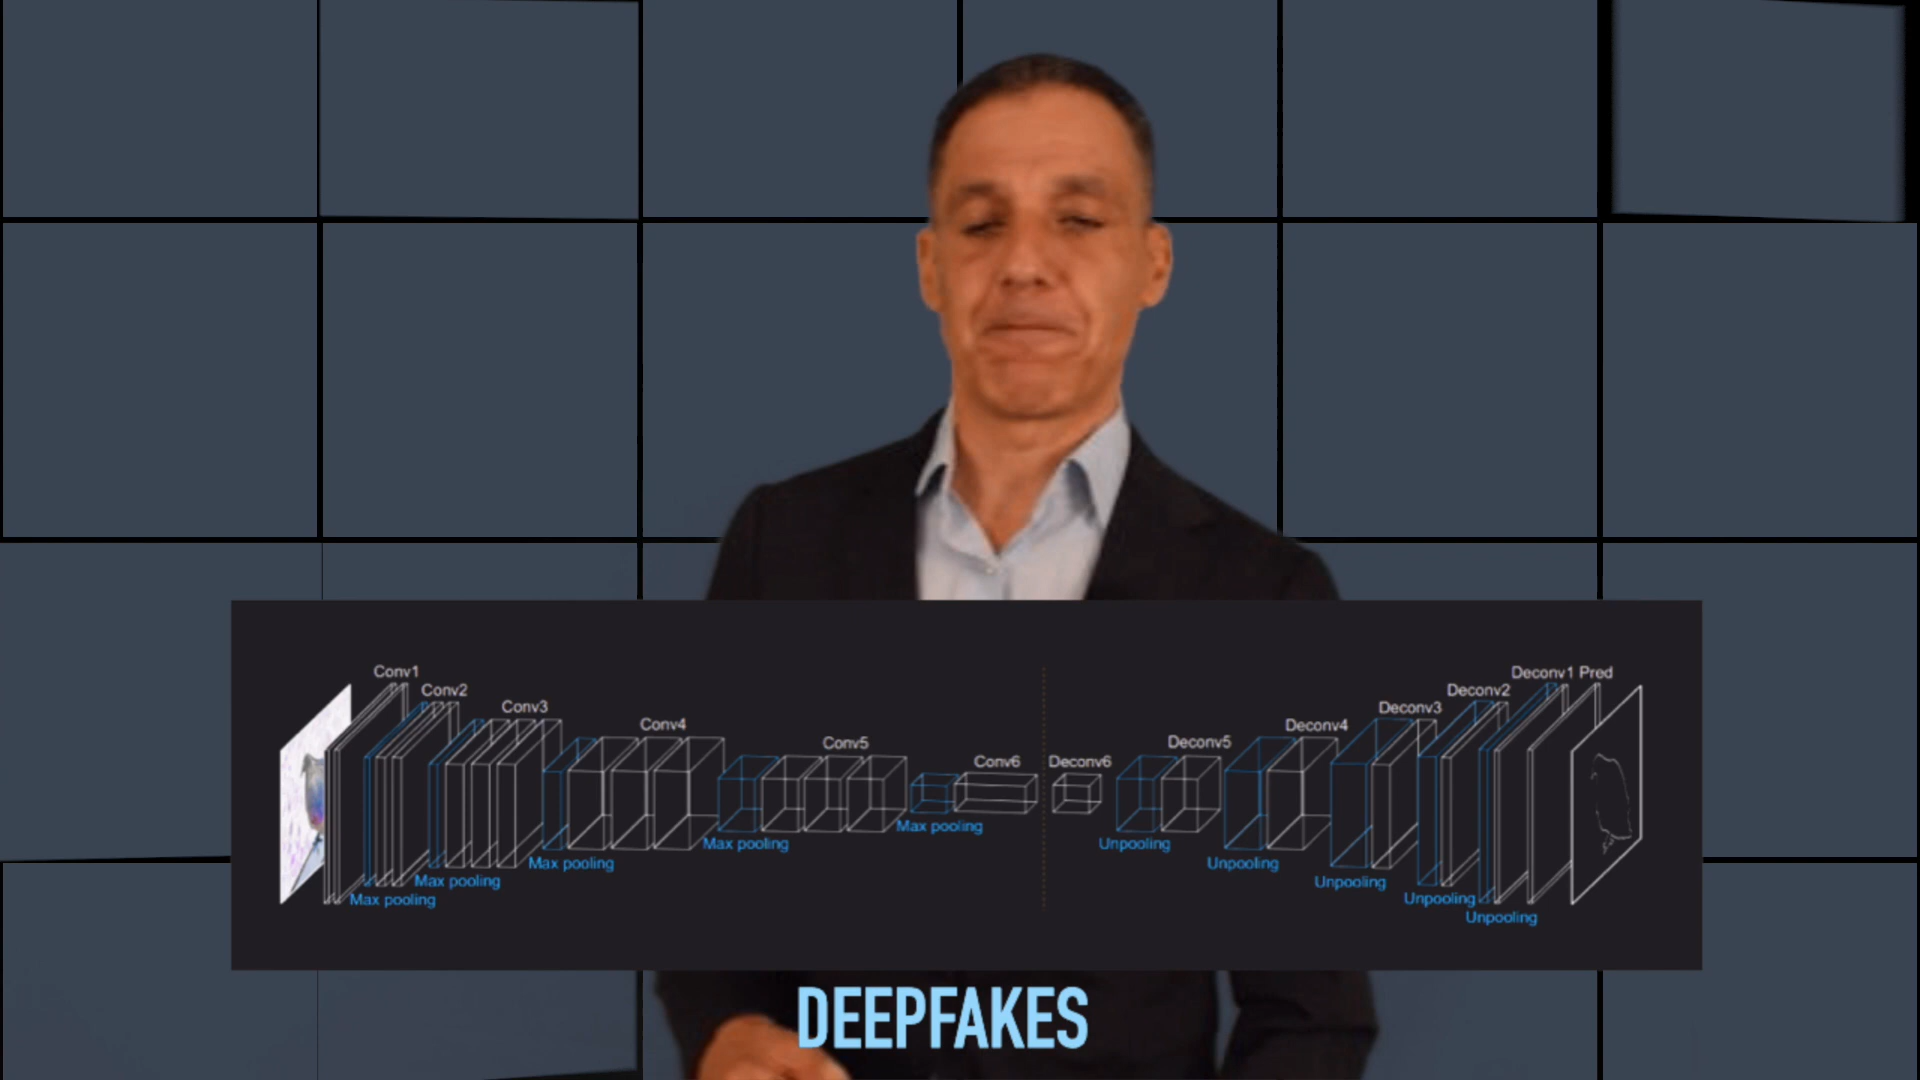 Conv1
Conv2
Conv3
Conv4
Conv5
Conv6
Deconv6
Deconv5
Deconv4
Deconv3
Deconv2
Deconv1 Pred
Max pooling
Max pooling
Max pooling
Max pooling
Max pooling
Unpooling
Unpooling
Unpooling
Unpooling
Unpooling
DEEPFAKES